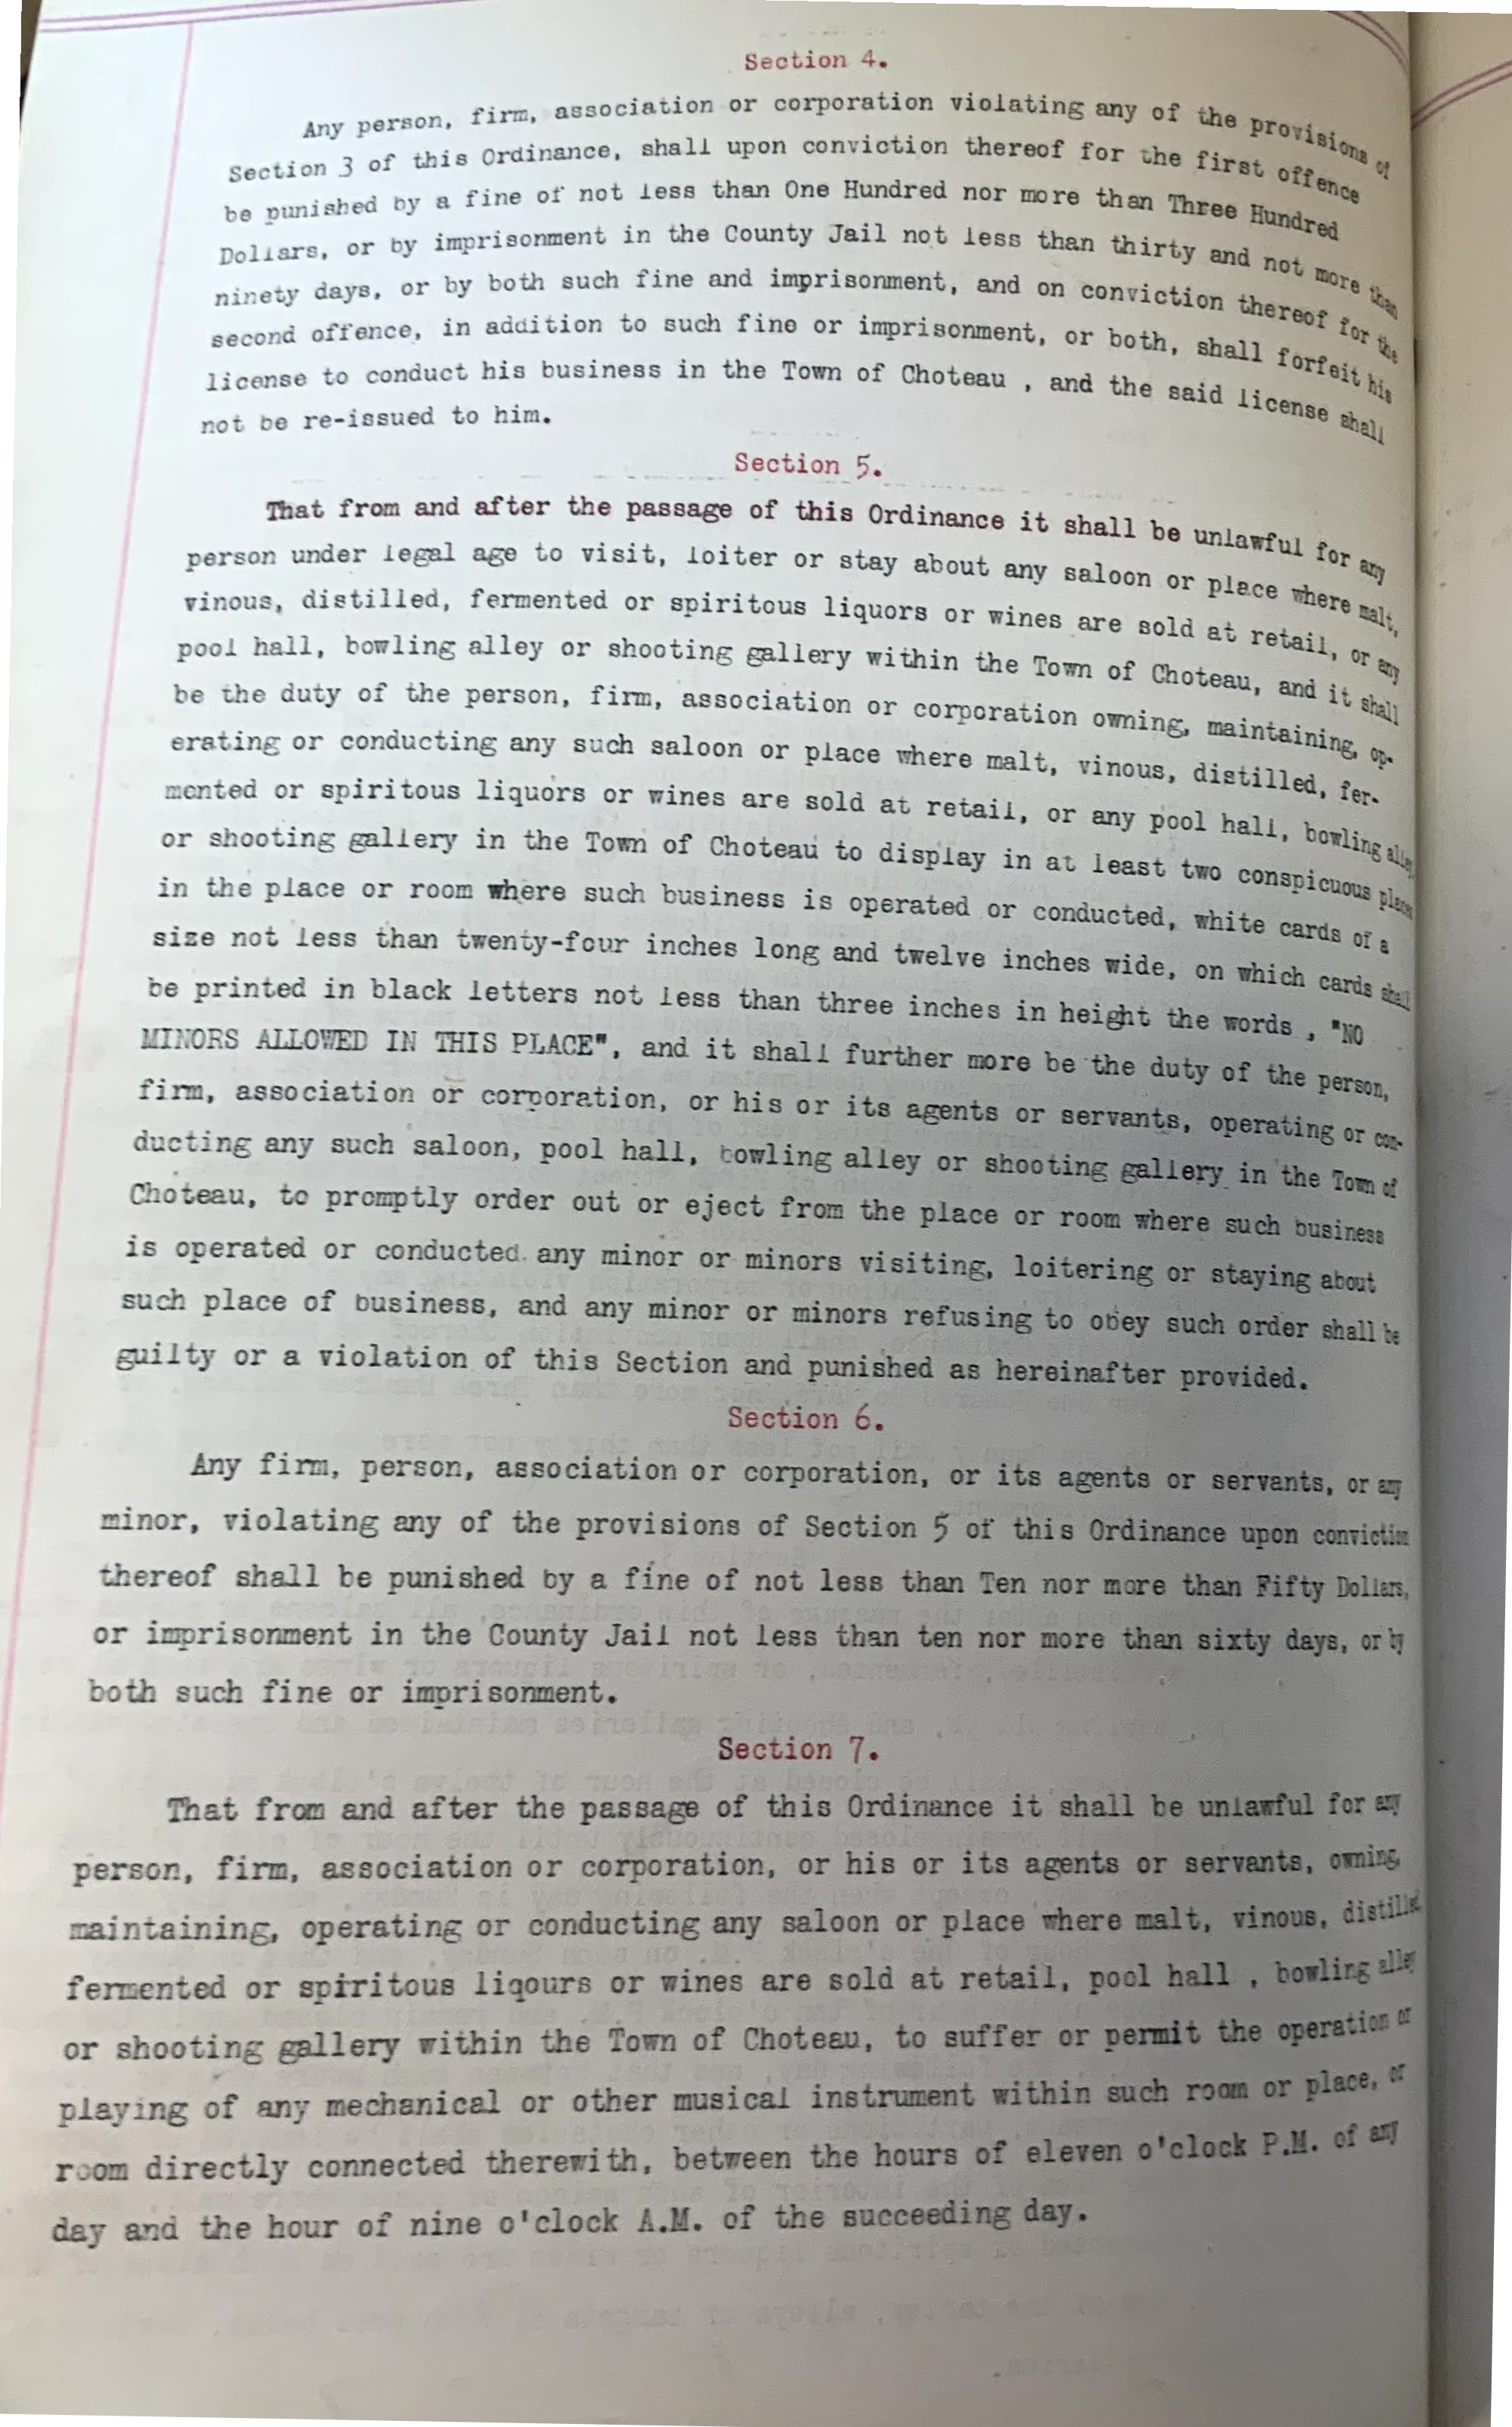 Section 4.
Any person, firm, association or corporation violating any of the provisions of
Section 3 of this Ordinance, shall upon conviction thereof for the first offence
be punished by a fine of not less than One Hundred nor more than Three Hundred
Dollars, or by imprisonment in the County Jail not less than thirty and not more than
ninety days, or by both such fine and imprisonment, and on conviction thereof for the
second offence, in addition to such fine or imprisonment, or both, shall forfeit his
license to conduct his business in the Town of Choteau , and the said license shall
not be re-issued to him.
Section 5.
That from and after the passage of this Ordinance it shall be unlawful for any
person under legal age to visit, loiter or stay about any saloon or place where malt,
vinous, distilled, fermented or spiritous liquors or wines are sold at retail, or any
pool hall, bowling alley or shooting gallery within the Town of Choteau, and it shall
be the duty of the person, firm, association or corporation owning, maintaining, op-
erating or conducting any such saloon or place where malt, vinous, distilled, fer-
mented or spiritous liquors or wines are sold at retail, or any pool hall, bowling alley
or shooting gallery in the Town of Choteau to display in at least two conspicuous places
in the place or room where such business is operated or conducted, white cards of a
size not less than twenty-four inches long and twelve inches wide, on which cards shall
be printed in black letters not less than three inches in height the words , "NO
MINORS ALLOWED IN THIS PLACE", and it shall further more be the duty of the person,
firm, association or corporation, or his or its agents or servants, operating or con-
ducting any such saloon, pool hall, bowling alley or shooting gallery in the Town of
Choteau, to promptly order out or eject from the place or room where such business
is operated or conducted any minor or minors visiting, loitering or staying about
such place of business, and any minor or minors refusing to obey such order shall be
guilty or a violation of this Section and punished as hereinafter provided.
Section 6.
Any firm, person, association or corporation, or its agents or servants, or any
minor, violating any of the provisions of Section 5 of this Ordinance upon conviction
thereof shall be punished by a fine of not less than Ten nor more than Fifty Dollars,
or imprisonment in the County Jail not less than ten nor more than sixty days, or by
both such fine or imprisonment.
Section 7.
That from and after the passage of this Ordinance it shall be unlawful for any
person, firm, association or corporation, or his or its agents or servants, owning,
maintaining, operating or conducting any saloon or place where malt, vinous, distilled,
fermented or spiritous liqours or wines are sold at retail, pool hall , bowling alley
or shooting gallery within the Town of Choteau, to suffer or permit the operation or
playing of any mechanical or other musical instrument within such room or place, or
room directly connected therewith, between the hours of eleven o'clock P.M. of any
day and the hour of nine o'clock A.M. of the succeeding day.